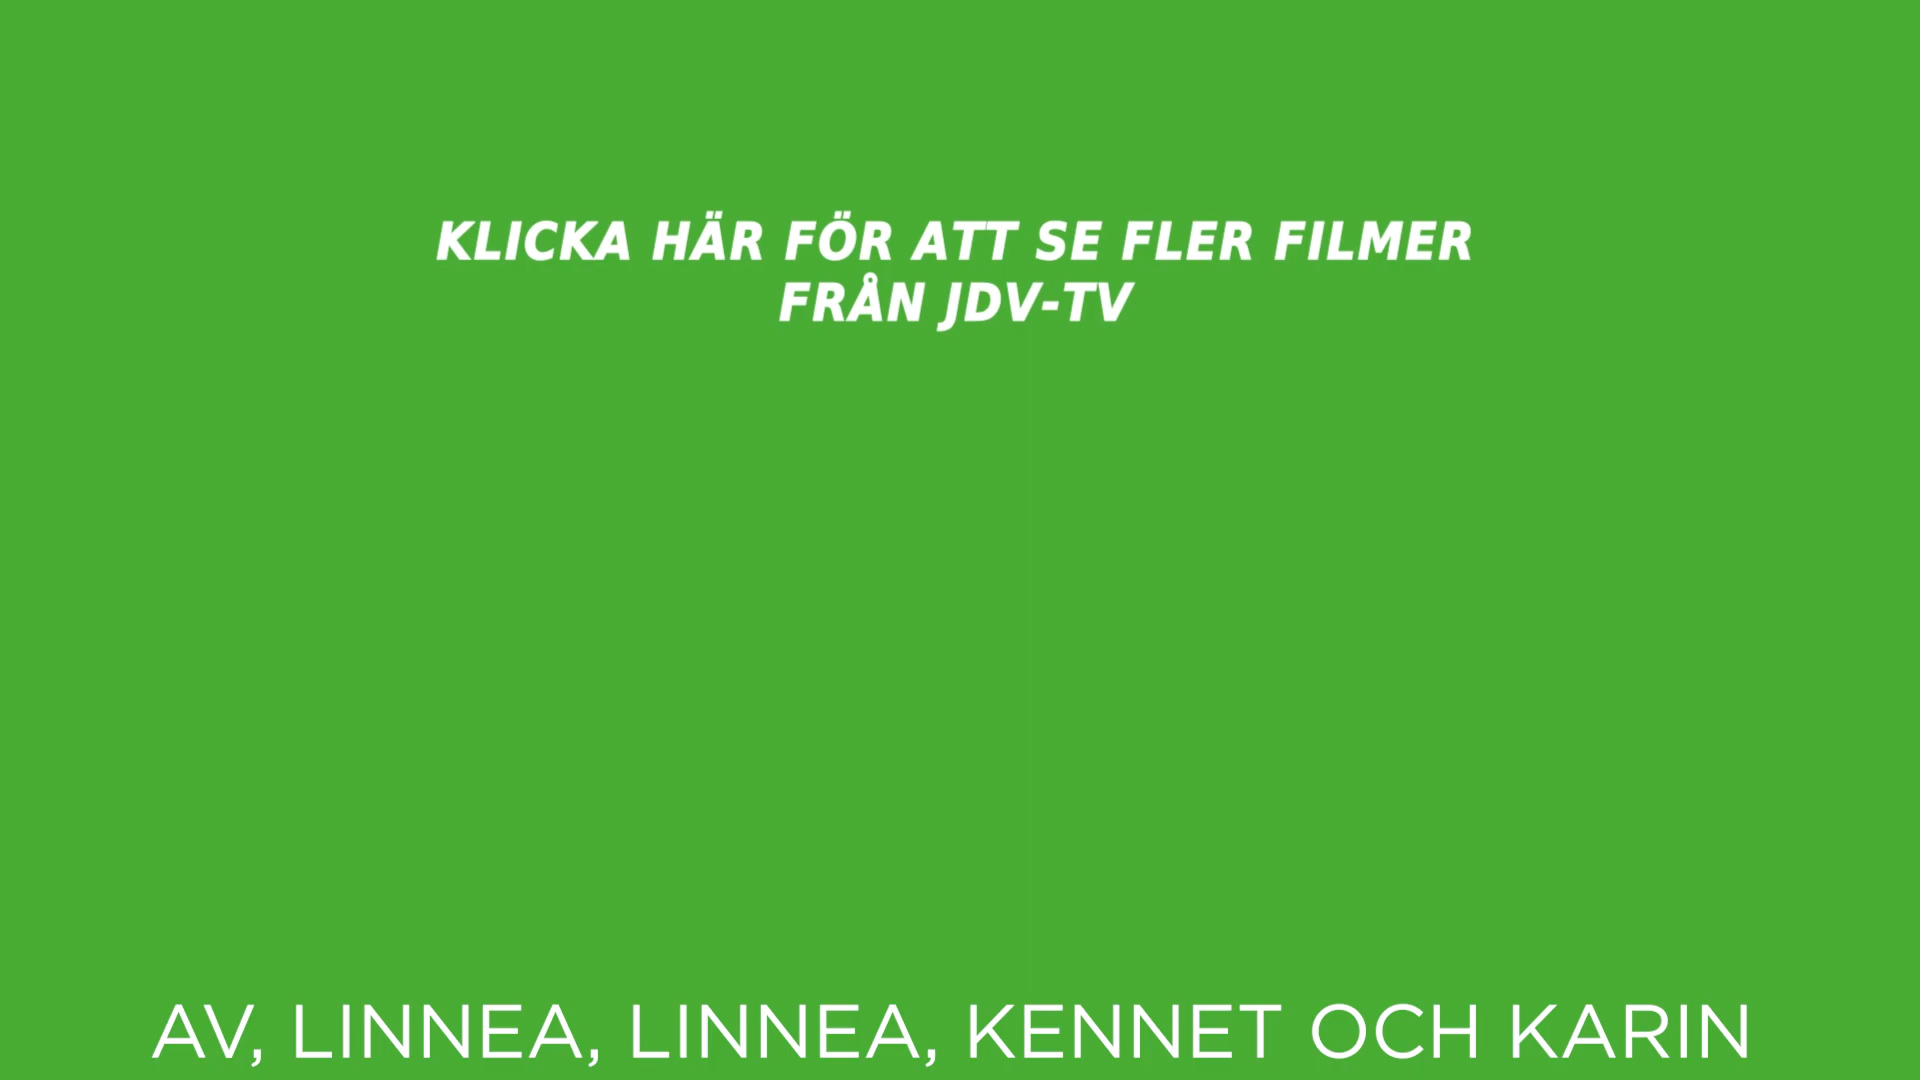 KLICKA HÄR FÖR ATT SE FLER FILMER
FRÅN JDV-TV
AV, LINNEA, LINNEA, KENNET OCH KARIN